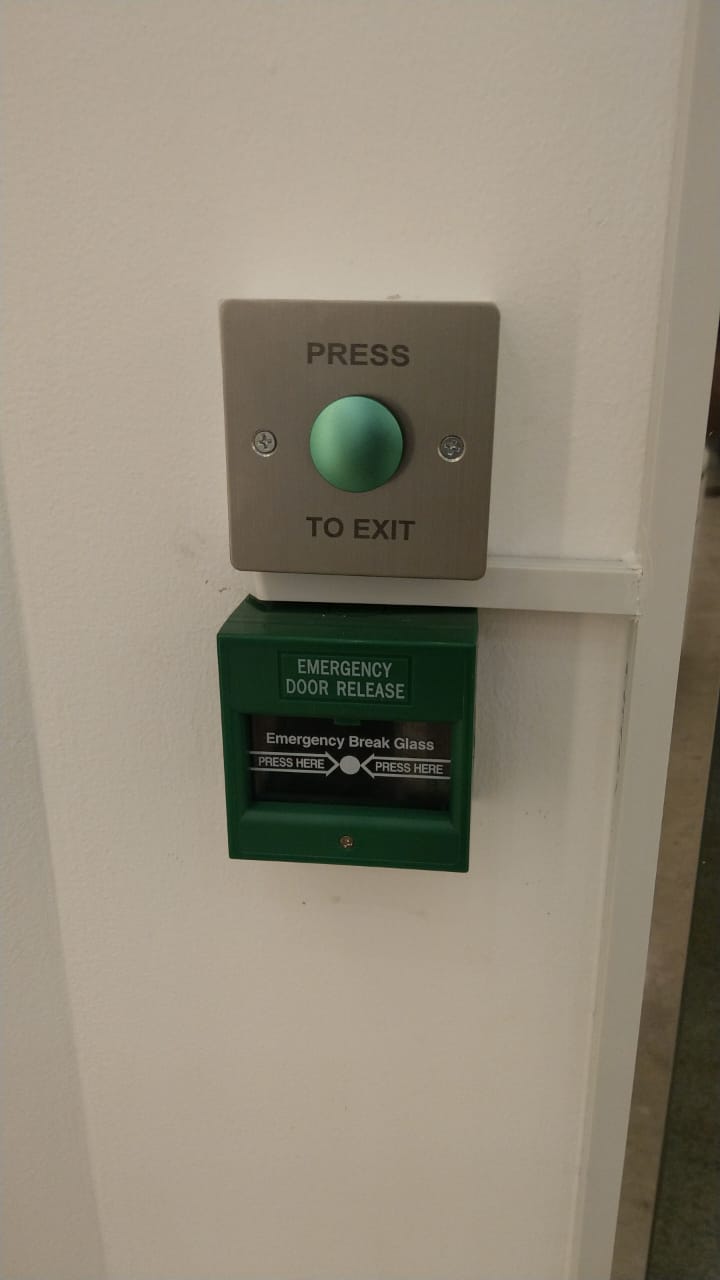 PRESS
TO EXIT
EMERGENCY
DOOR RELEASE
Emergency Break Glass
PRESS HERE PRESS HERE